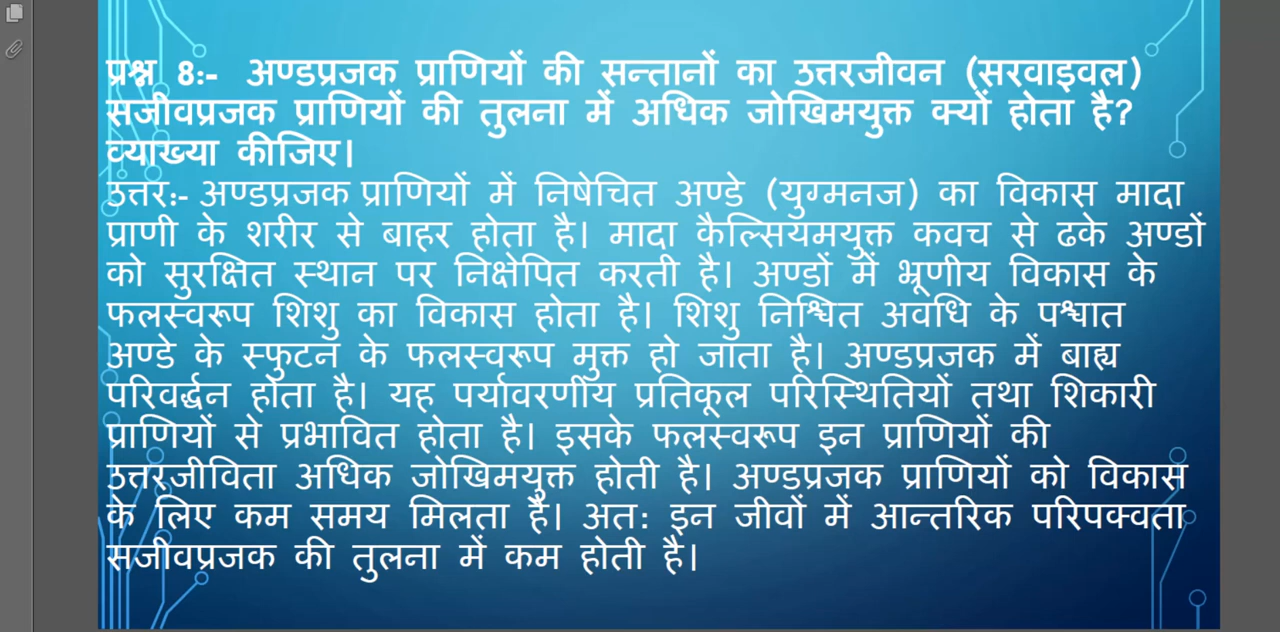 प्रश्न 8:- अण्डप्रजक प्राणियों की सन्तानों का उत्तरजीवन (सरवाइवल)
सजीवप्रजक प्राणियों की तुलना में अधिक जोखिमयुक्त क्यों होता है?
व्याख्या कीजिए।
उत्तर:- अण्डप्रजक प्राणियों में निषेचित अण्डे (युग्मनज) का विकास मादा
प्राणी के शरीर से बाहर होता है। मादा कैल्सियमयुक्त कवच से ढके अण्डों
को सुरक्षित स्थान पर निक्षेपित करती है। अण्डों में भ्रूणीय विकास के
फलस्वरूप शिशु का विकास होता है। शिशु निश्चित अवधि के पश्चात
अण्डे के स्फुटन के फलस्वरूप मुक्त हो जाता है। अण्डप्रजक में बाह्य
परिवर्द्धन होता है। यह पर्यावरणीय प्रतिकूल परिस्थितियों तथा शिकारी
प्राणियों से प्रभावित होता है। इसके फलस्वरूप इन प्राणियों की
उत्तरजीविता अधिक जोखिमयुक्त होती है। अण्डप्रजक प्राणियों को विकास
के लिए कम समय मिलता है। अत: इन जीवों में आन्तरिक परिपक्वता
सजीवप्रजक की तुलना में कम होती है।